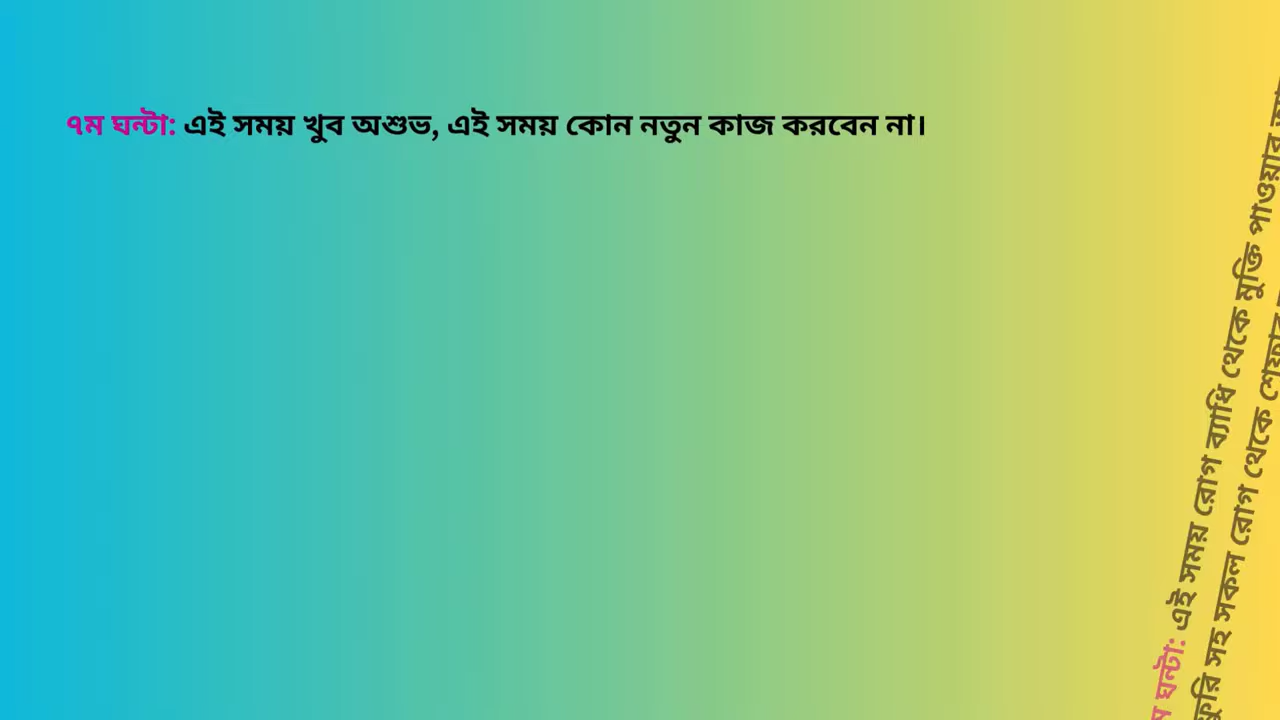 ৭ম ঘন্টা: এই সময় খুব অশুভ, এই সময় কোন নতুন কাজ করবেন না।
ঘন্টা: এই সময় রোগ ব্যাধি থেকে মুক্তি পাওয়ার
সহ সকল রোগ থেকে